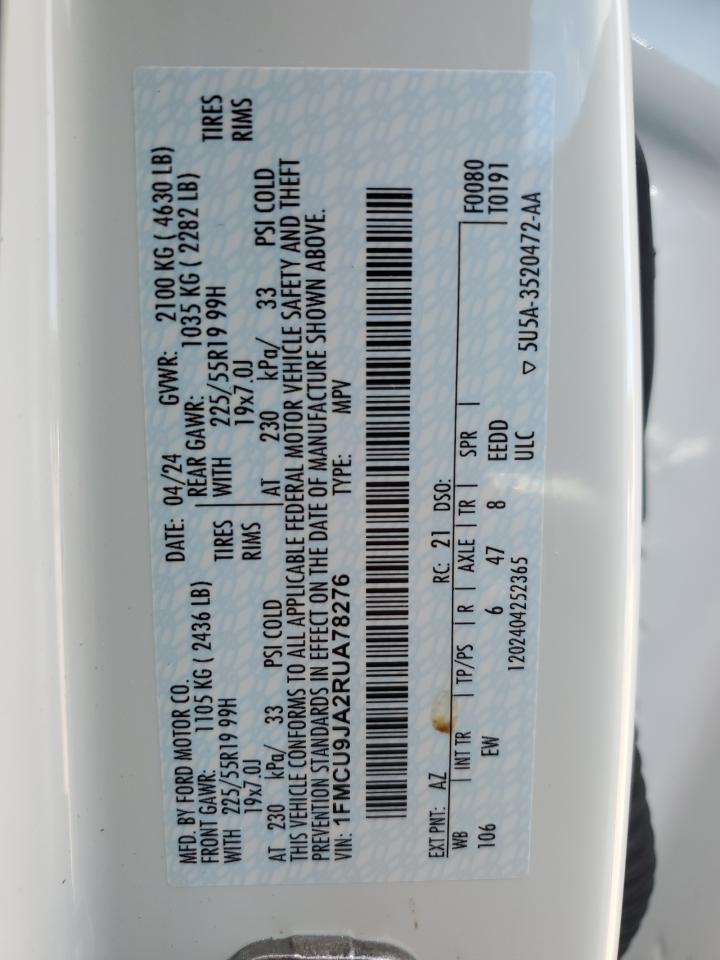 MFD. BY FORD MOTOR CO. DATE: 04/24 GVWR: 2100 KG ( 4630 LB)
FRONT GAWR: 1105 KG ( 2436 LB) REAR GAWR: 1035 KG ( 2282 LB)
WITH 225/55R19 99H TIRES WITH 225/55R19 99H TIRES
19x7.0J RIMS 19x7.0J RIMS
AT 230 kPa/ 33 PSI COLD AT 230 kPa/ 33 PSI COLD
THIS VEHICLE CONFORMS TO ALL APPLICABLE FEDERAL MOTOR VEHICLE SAFETY AND THEFT
PREVENTION STANDARDS IN EFFECT ON THE DATE OF MANUFACTURE SHOWN ABOVE.
VIN: 1FMCU9JA2RUA78276 TYPE: MPV
EXT PNT: AZ RC: 21 DSO: F0080
WB INT TR TP/PS R AXLE TR SPR T0191
106 EW 6 47 8 EEDD
1202404252365 ULC ▽ 5U5A-3520472-AA